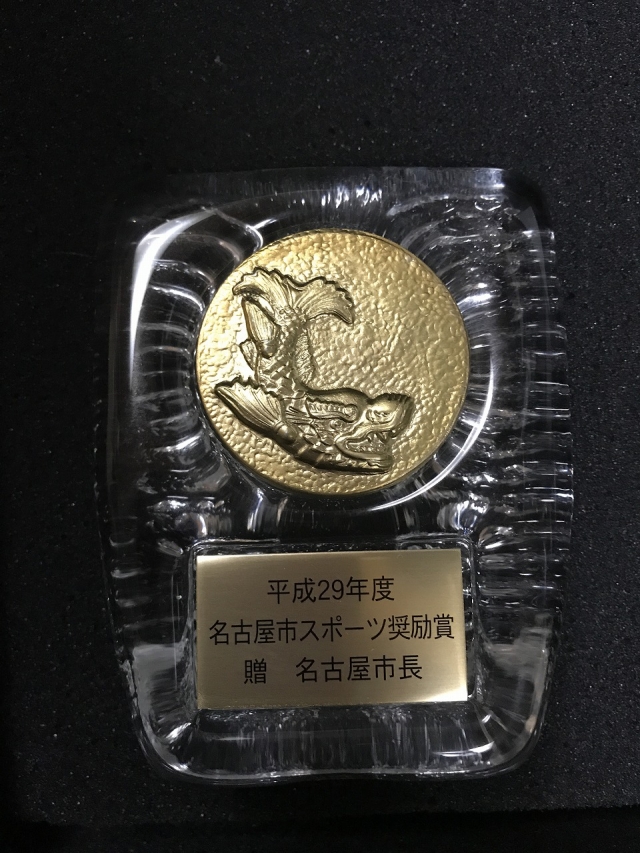 平成29年度
名古屋市スポーツ奨励賞
贈　名古屋市長